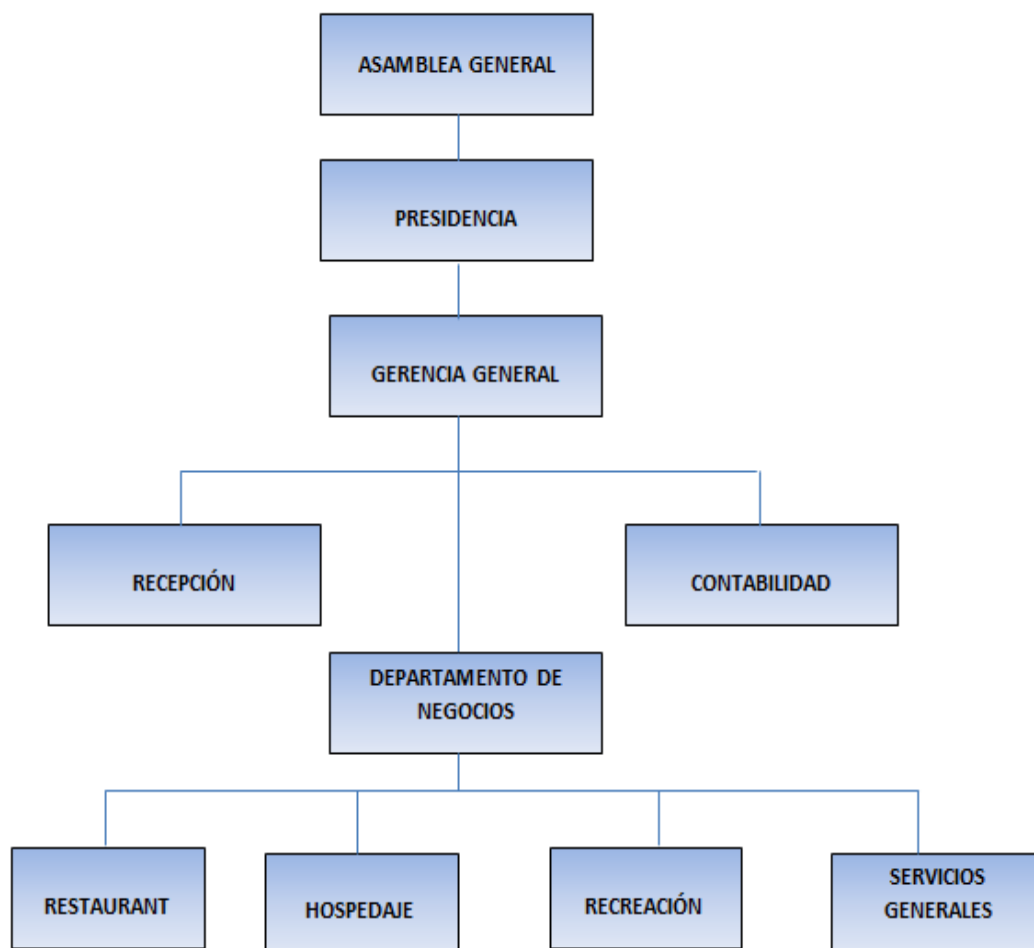 ASAMBLEA GENERAL
PRESIDENCIA
GERENCIA GENERAL
RECEPCIÓN
CONTABILIDAD
DEPARTAMENTO DE
NEGOCIOS
RESTAURANT
HOSPEDAJE
RECREACIÓN
SERVICIOS
GENERALES